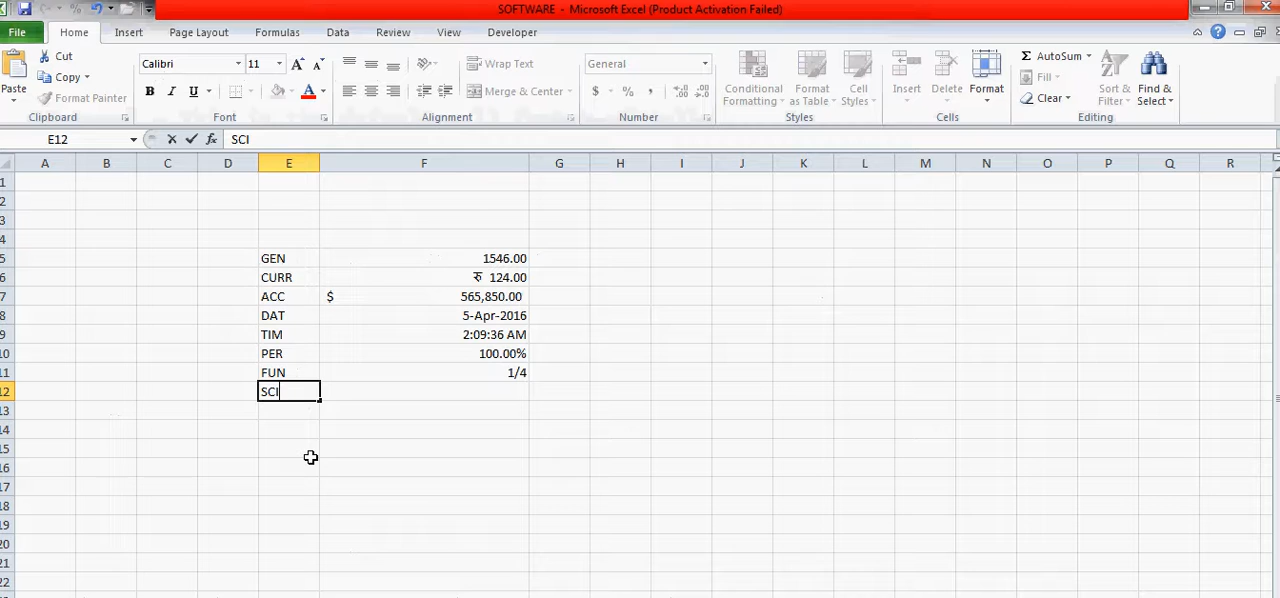 SOFTWARE - Microsoft Excel (Product Activation Failed)
File Home Insert Page Layout Formulas Data Review View Developer
Cut
Copy
Format Painter
Paste
Clipboard
Calibri 11
B I U
Font
Wrap Text
Merge & Center
Alignment
General
$ % ,
Number
Conditional Formatting
Format as Table
Cell Styles
Styles
Insert Delete Format
Cells
Σ AutoSum
Fill
Clear
Sort & Filter
Find & Select
Editing
E12 fx SCI
A B C D E F G H I J K L M N O P Q R
1
2
3
4
5 GEN 1546.00
6 CURR रु 124.00
7 ACC $ 565,850.00
8 DAT 5-Apr-2016
9 TIM 2:09:36 AM
10 PER 100.00%
11 FUN 1/4
12 SCI
13
14
15
16
17
18
19
20
21
22